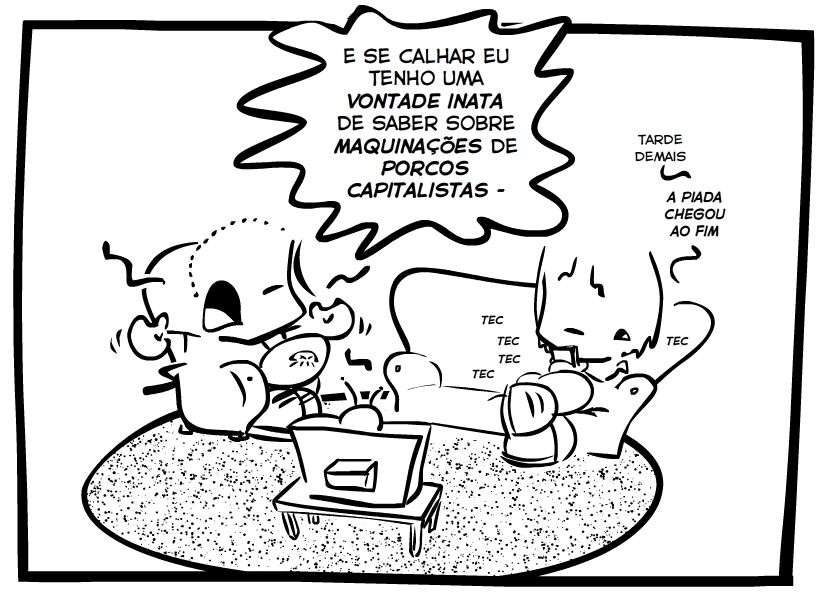 E SE CALHAR EU
TENHO UMA
VONTADE INATA
DE SABER SOBRE
MAQUINAÇÕES DE
PORCOS
CAPITALISTAS -
TARDE
DEMAIS
A PIADA
CHEGOU
AO FIM
TEC
TEC
TEC
TEC
TEC